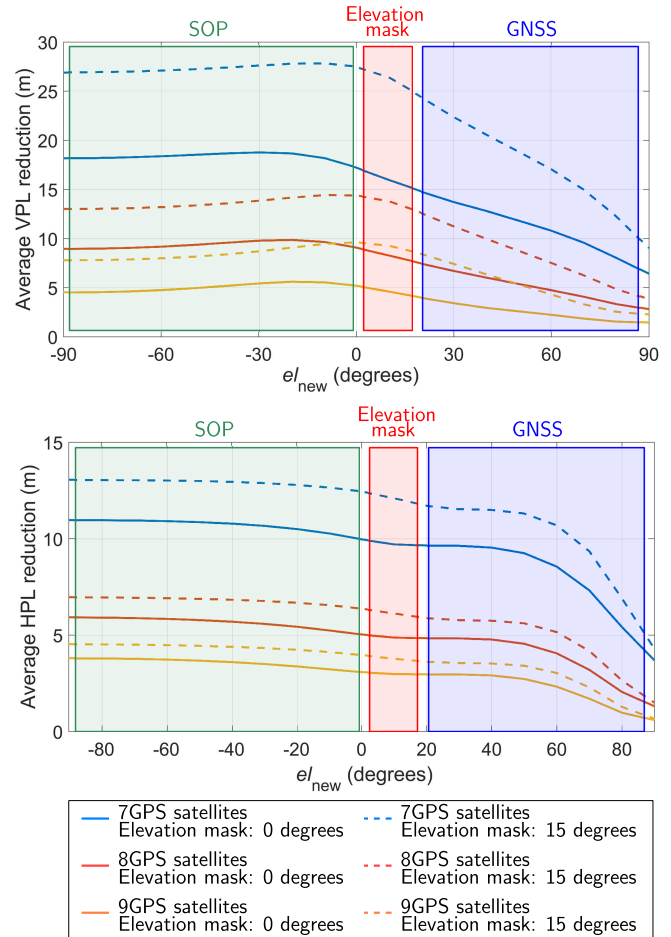 SOP
Elevation
mask
GNSS
Average VPL reduction (m)
30
25
20
15
10
5
0
-90 -60 -30 0 30 60 90
el_new (degrees)
SOP
Elevation
mask
GNSS
Average HPL reduction (m)
15
10
5
0
-80 -60 -40 -20 0 20 40 60 80
el_new (degrees)
7GPS satellites
Elevation mask: 0 degrees
7GPS satellites
Elevation mask: 15 degrees
8GPS satellites
Elevation mask: 0 degrees
8GPS satellites
Elevation mask: 15 degrees
9GPS satellites
Elevation mask: 0 degrees
9GPS satellites
Elevation mask: 15 degrees